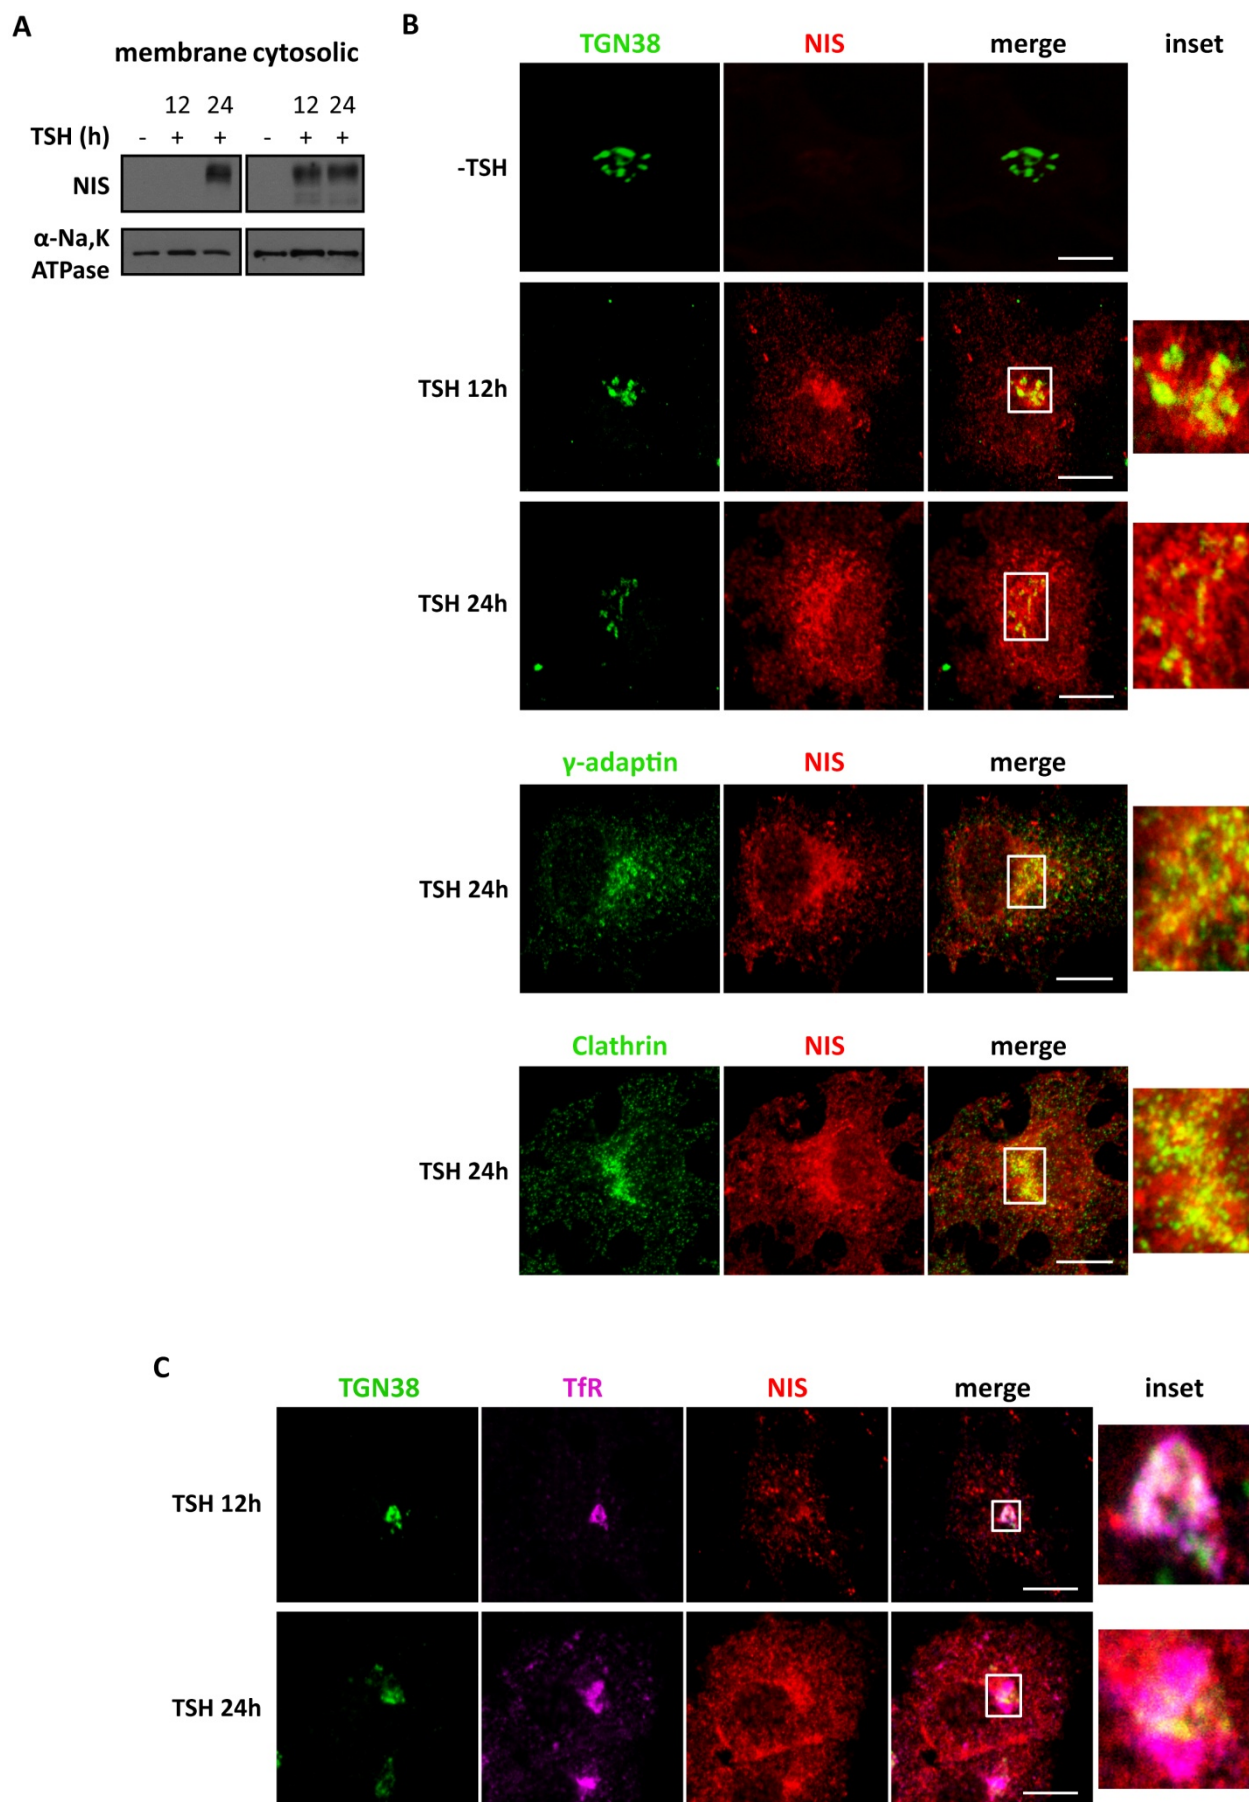 A
membrane cytosolic
12 24 12 24
TSH (h) - + + - + +
NIS
α-Na,K
ATPase
B
TGN38 NIS merge inset
-TSH
TSH 12h
TSH 24h
γ-adaptin NIS merge
TSH 24h
Clathrin NIS merge
TSH 24h
C
TGN38 TfR NIS merge inset
TSH 12h
TSH 24h